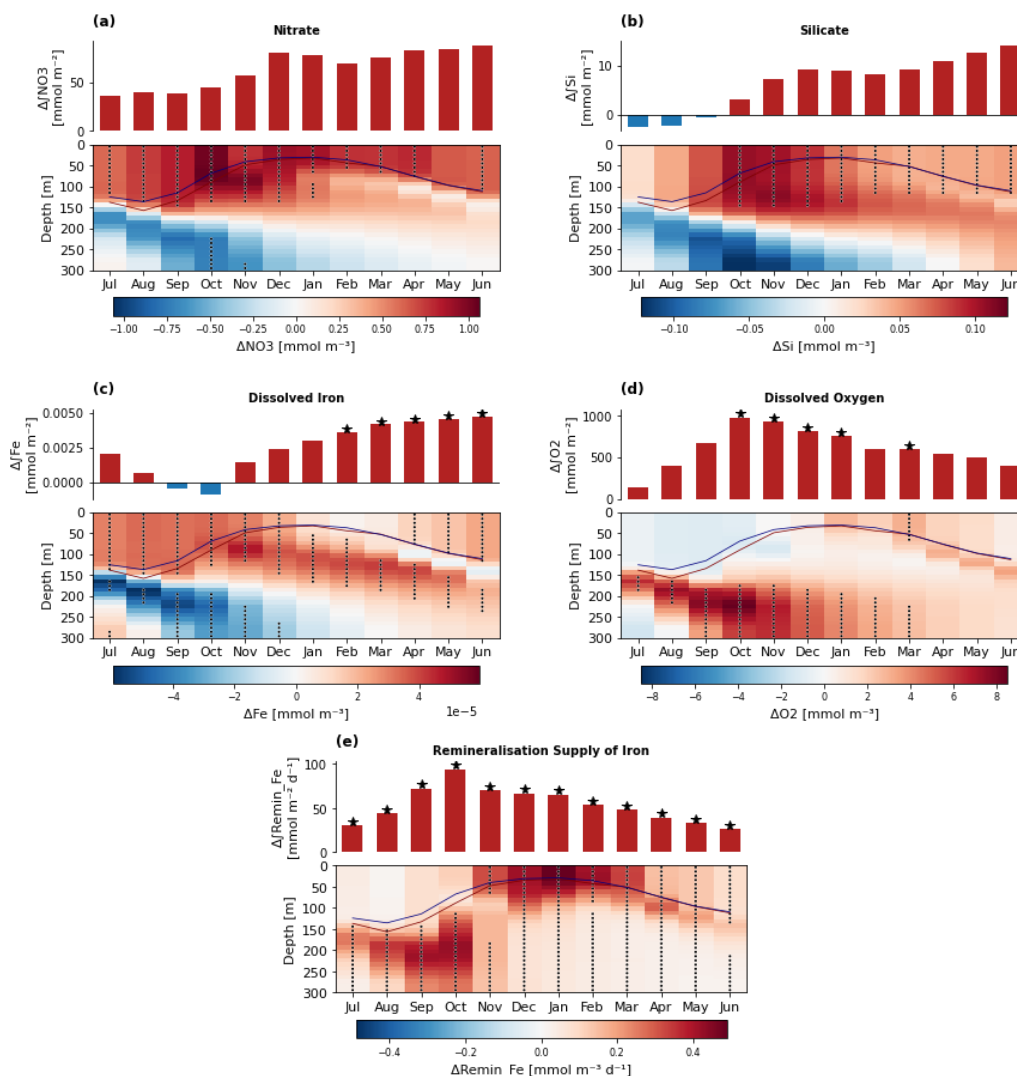 (a)
Nitrate
Δ∫NO3
[mmol m⁻²]
50
0
Depth [m]
0
50
100
150
200
250
300
Jul Aug Sep Oct Nov Dec Jan Feb Mar Apr May Jun
−1.00 −0.75 −0.50 −0.25 0.00 0.25 0.50 0.75 1.00
ΔNO3 [mmol m⁻³]
(b)
Silicate
Δ∫Si
[mmol m⁻²]
10
0
Depth [m]
0
50
100
150
200
250
300
Jul Aug Sep Oct Nov Dec Jan Feb Mar Apr May Jun
−0.10 −0.05 0.00 0.05 0.10
ΔSi [mmol m⁻³]
(c)
Dissolved Iron
Δ∫Fe
[mmol m⁻²]
0.0050
0.0025
0.0000
Depth [m]
0
50
100
150
200
250
300
Jul Aug Sep Oct Nov Dec Jan Feb Mar Apr May Jun
−4 −2 0 2 4
1e−5
ΔFe [mmol m⁻³]
(d)
Dissolved Oxygen
Δ∫O2
[mmol m⁻²]
1000
500
0
Depth [m]
0
50
100
150
200
250
300
Jul Aug Sep Oct Nov Dec Jan Feb Mar Apr May Jun
−8 −6 −4 −2 0 2 4 6 8
ΔO2 [mmol m⁻³]
(e)
Remineralisation Supply of Iron
Δ∫Remin_Fe
[mmol m⁻² d⁻¹]
100
50
0
Depth [m]
0
50
100
150
200
250
300
Jul Aug Sep Oct Nov Dec Jan Feb Mar Apr May Jun
−0.4 −0.2 0.0 0.2 0.4
ΔRemin_Fe [mmol m⁻³ d⁻¹]